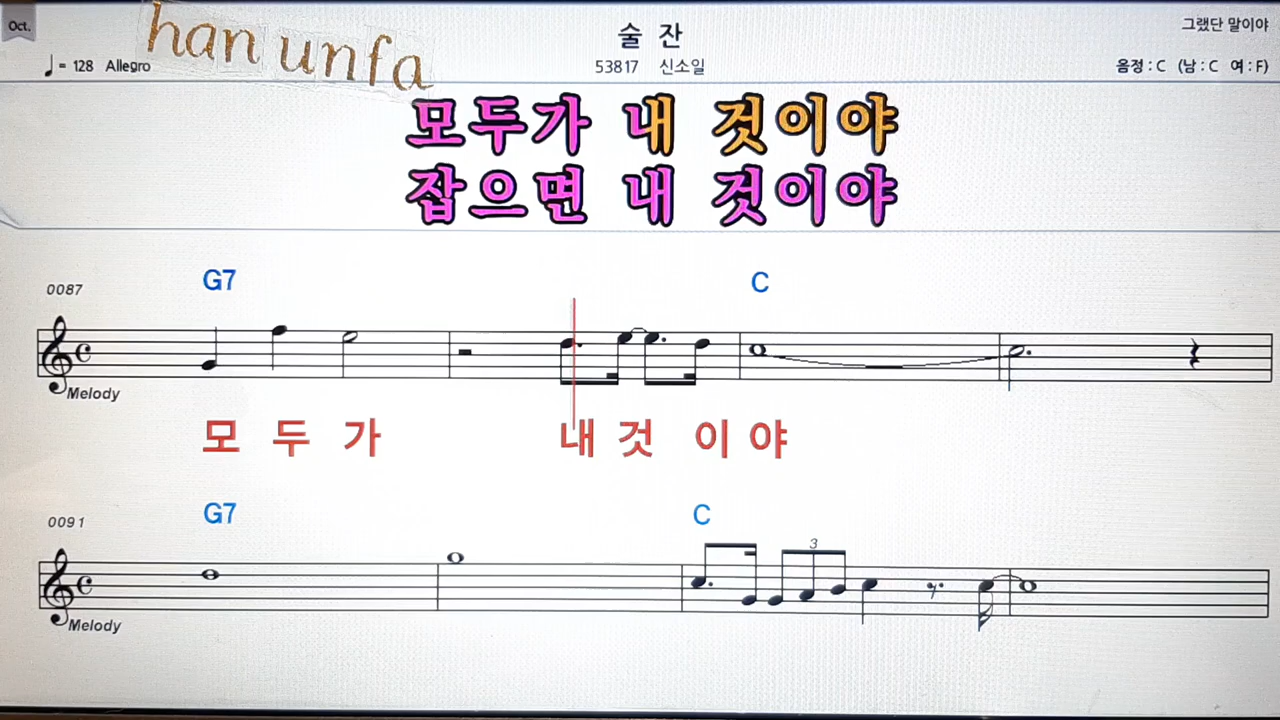 Oct.
han unfa
술 잔
그랬단 말이야
♩= 128 Allegro
53817 신소일
음정 : C (남 : C 여 : F)
모두가 내 것이야
잡으면 내 것이야
G7 C
0087
Melody
모 두 가 내 것 이 야
G7 C
0091
3
Melody